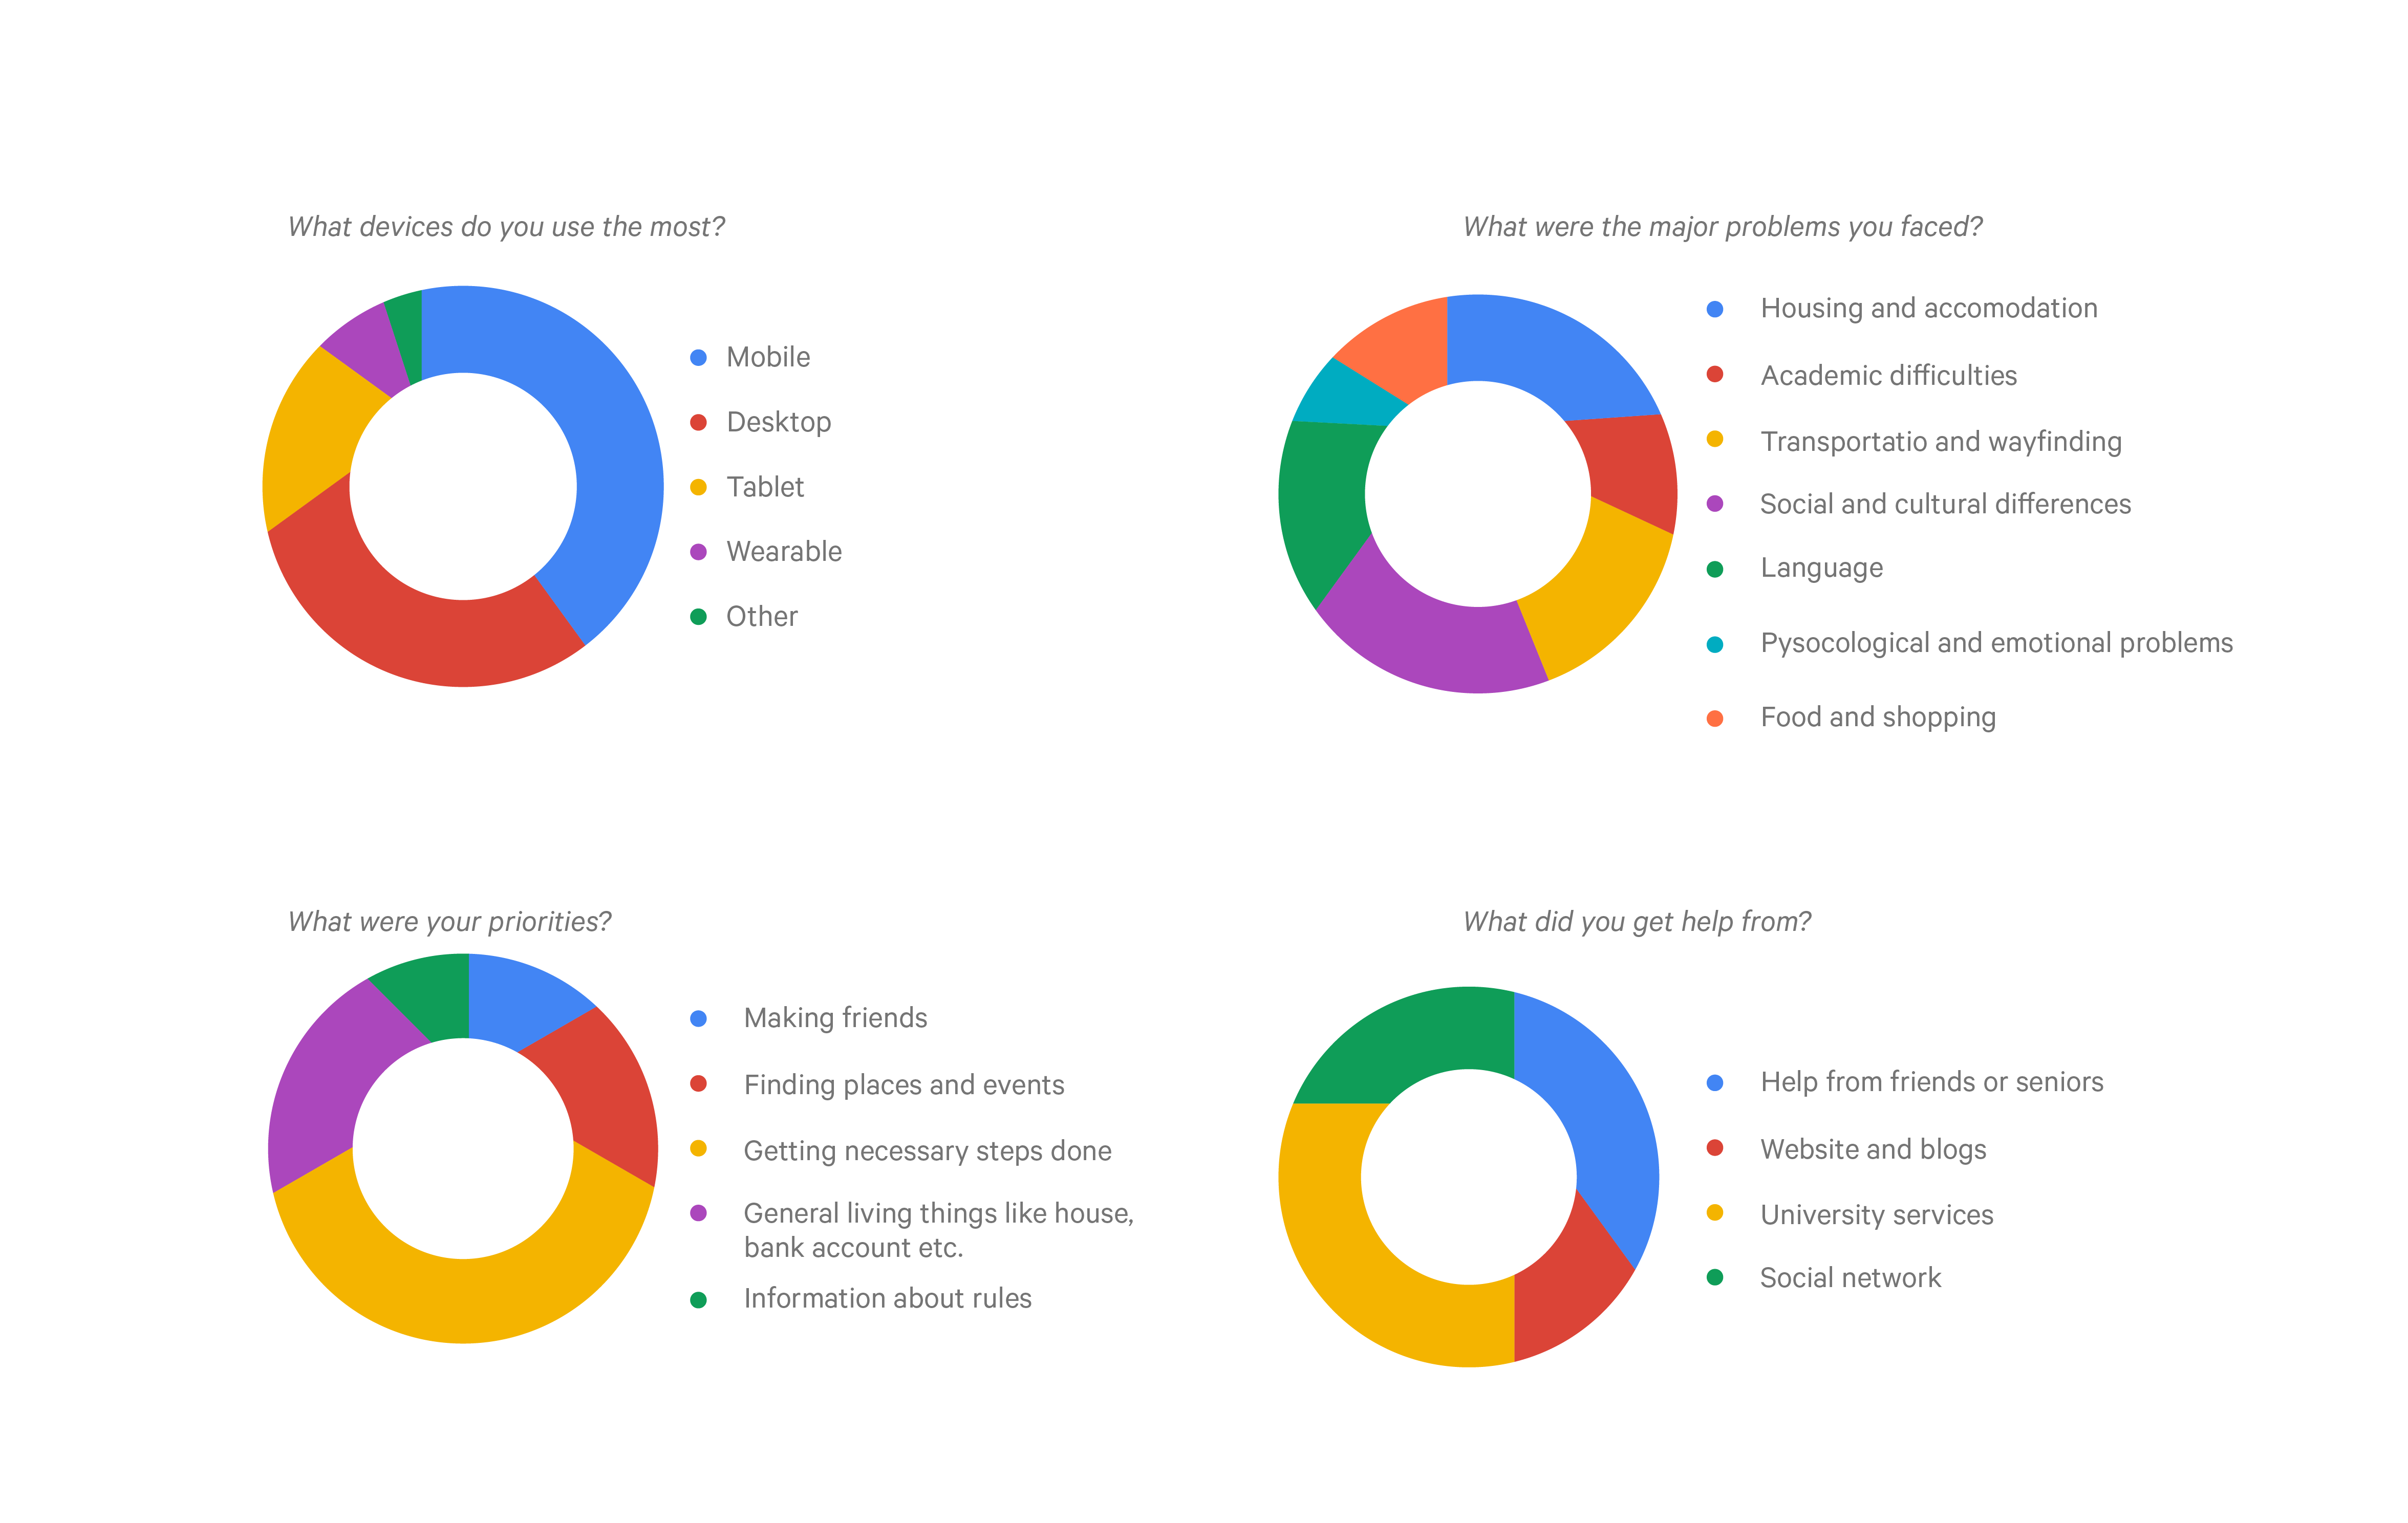 What devices do you use the most?
Mobile
Desktop
Tablet
Wearable
Other
What were the major problems you faced?
Housing and accomodation
Academic difficulties
Transportatio and wayfinding
Social and cultural differences
Language
Pysocological and emotional problems
Food and shopping
What were your priorities?
Making friends
Finding places and events
Getting necessary steps done
General living things like house,
bank account etc.
Information about rules
What did you get help from?
Help from friends or seniors
Website and blogs
University services
Social network